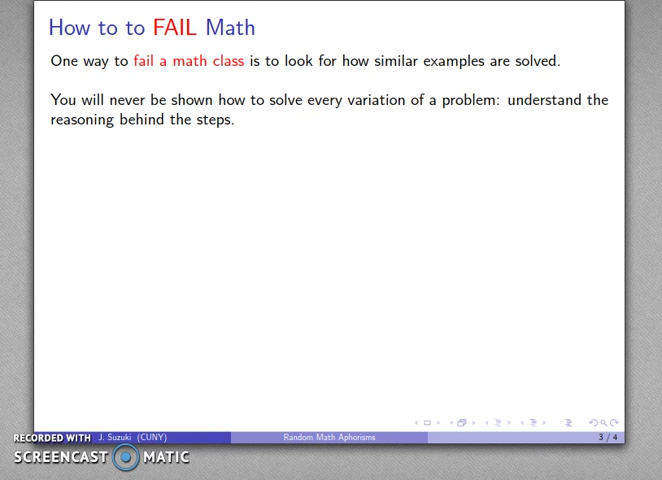 How to to FAIL Math
One way to fail a math class is to look for how similar examples are solved.
You will never be shown how to solve every variation of a problem: understand the
reasoning behind the steps.
RECORDED WITH J. Suzuki (CUNY) Random Math Aphorisms 3 / 4
SCREENCAST MATIC